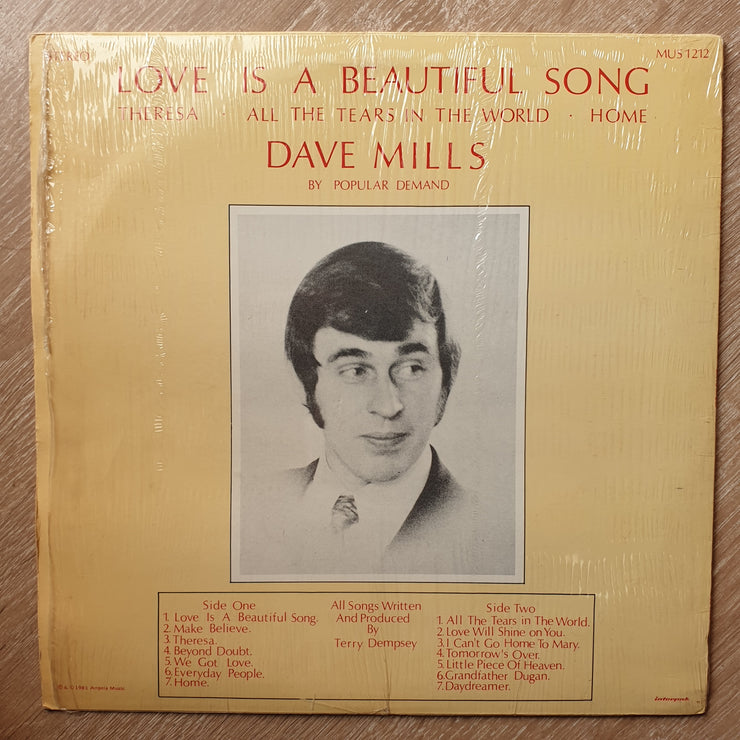 STEREO
MUS 1212
LOVE IS A BEAUTIFUL SONG
THERESA · ALL THE TEARS IN THE WORLD · HOME
DAVE MILLS
BY POPULAR DEMAND
Side One
1. Love Is A Beautiful Song.
2. Make Believe.
3. Theresa.
4. Beyond Doubt.
5. We Got Love.
6. Everyday People.
7. Home.
All Songs Written
And Produced
By
Terry Dempsey
Side Two
1. All The Tears in The World.
2. Love Will Shine on You.
3. I Can't Go Home To Mary.
4. Tomorrow's Over.
5. Little Piece Of Heaven.
6. Grandfather Dugan.
7. Daydreamer.
℗ & © 1981 Angela Music
interpak